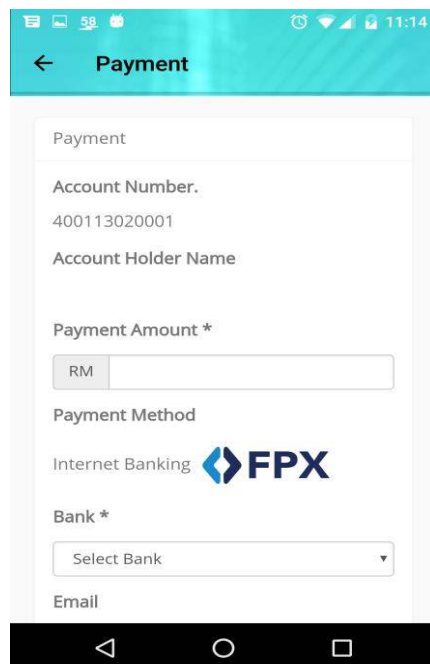 58
11:14
Payment
Payment
Account Number.
400113020001
Account Holder Name
Payment Amount *
RM
Payment Method
Internet Banking FPX
Bank *
Select Bank
Email